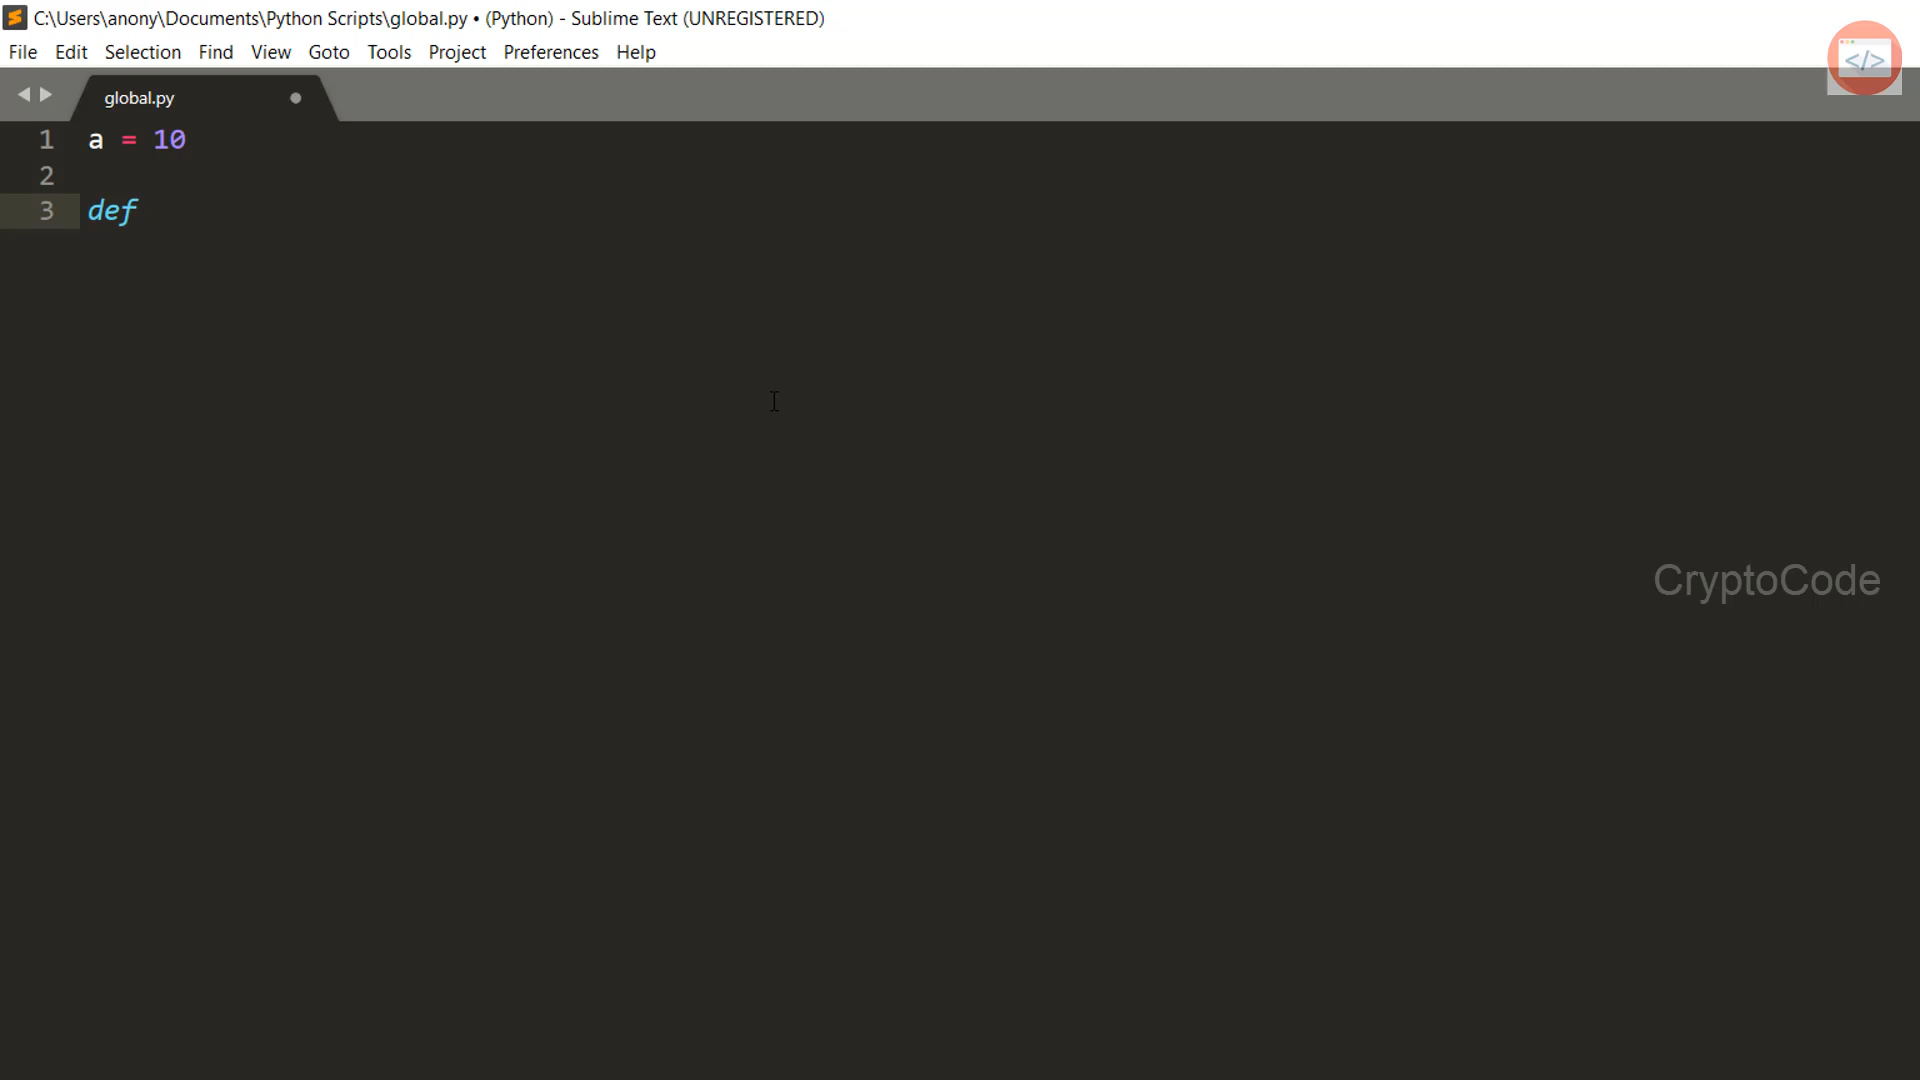 C:\Users\anony\Documents\Python Scripts\global.py • (Python) - Sublime Text (UNREGISTERED)
File Edit Selection Find View Goto Tools Project Preferences Help
</>
global.py
1 a = 10
2
3 def
CryptoCode